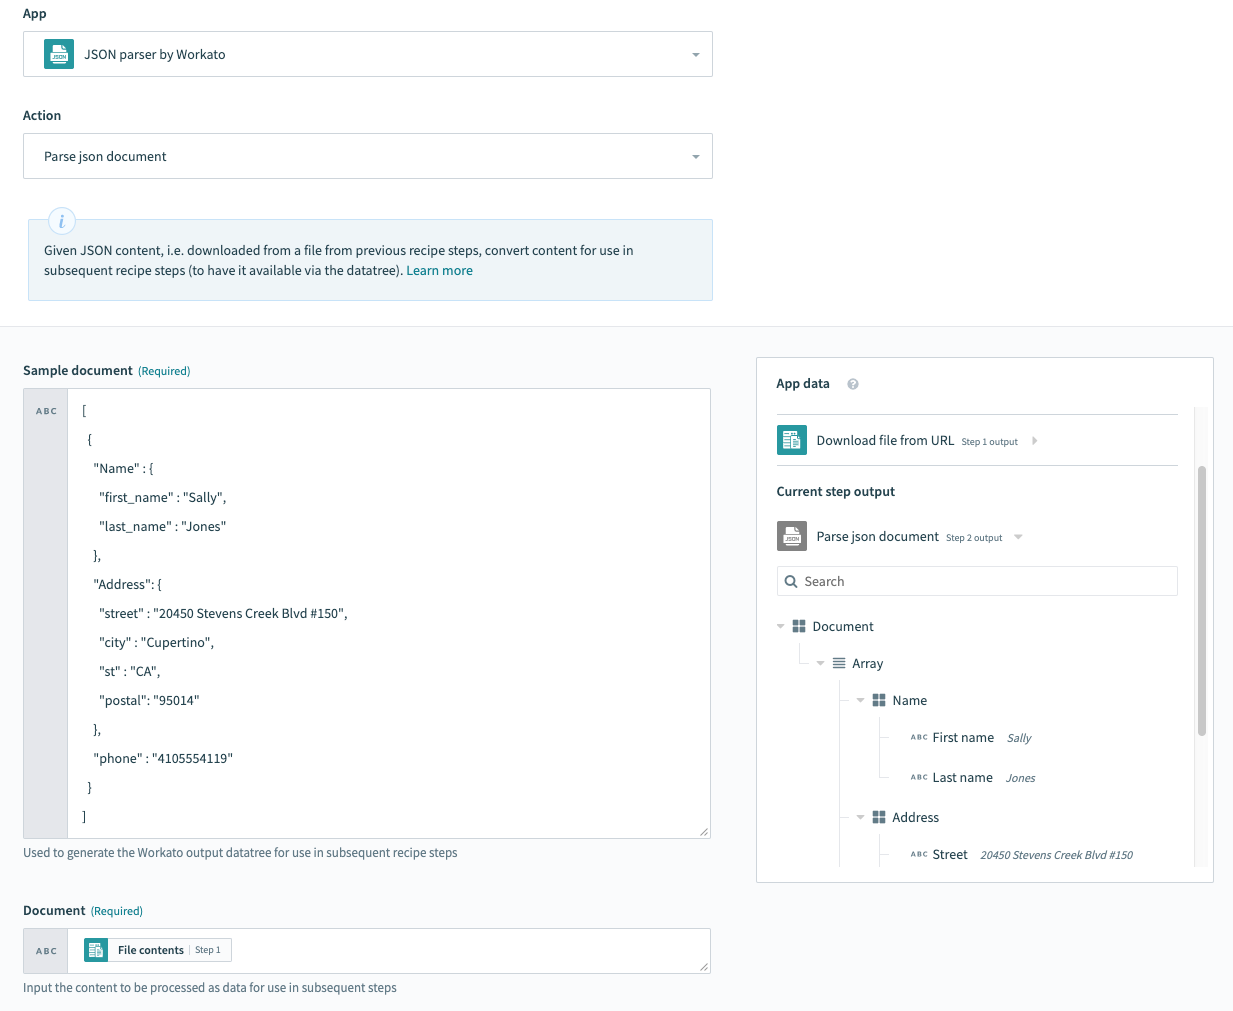 App
JSON parser by Workato
Action
Parse json document
i
Given JSON content, i.e. downloaded from a file from previous recipe steps, convert content for use in
subsequent recipe steps (to have it available via the datatree). Learn more
Sample document (Required)
ABC
[
{
"Name" : {
"first_name" : "Sally",
"last_name" : "Jones"
},
"Address": {
"street" : "20450 Stevens Creek Blvd #150",
"city" : "Cupertino",
"st" : "CA",
"postal": "95014"
},
"phone" : "4105554119"
}
]
Used to generate the Workato output datatree for use in subsequent recipe steps
Document (Required)
ABC
File contents Step 1
Input the content to be processed as data for use in subsequent steps
App data ?
Download file from URL Step 1 output
Current step output
JSON
Parse json document Step 2 output
Search
Document
Array
Name
ABC First name Sally
ABC Last name Jones
Address
ABC Street 20450 Stevens Creek Blvd #150